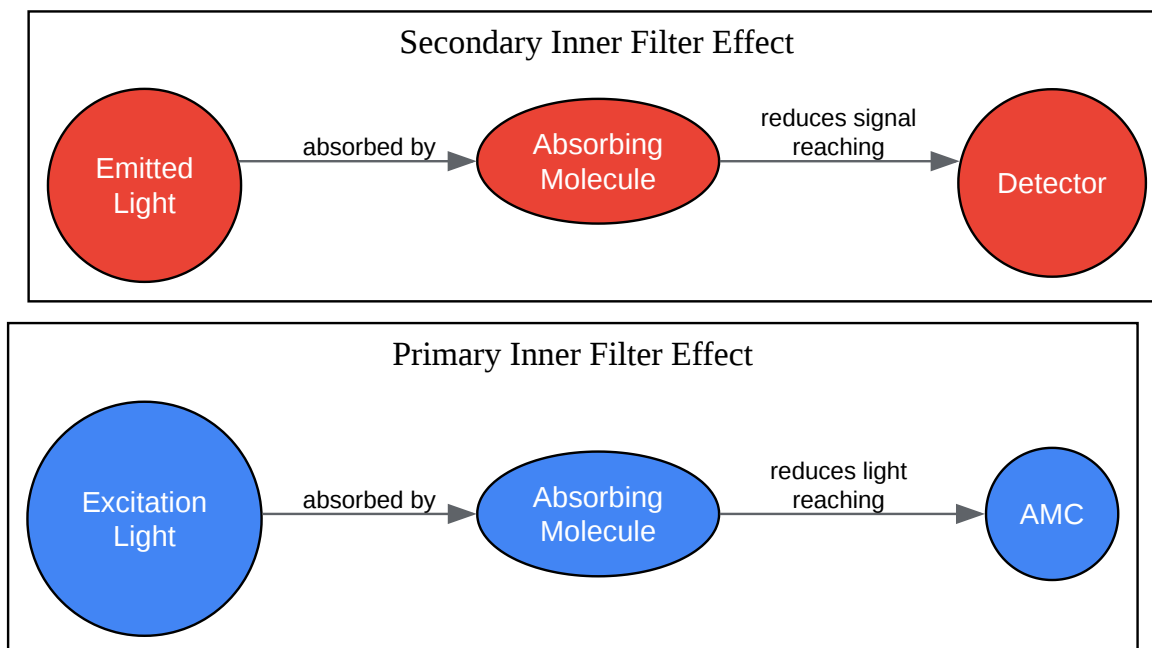 Secondary Inner Filter Effect
Emitted
Light
absorbed by
Absorbing
Molecule
reduces signal
reaching
Detector
Primary Inner Filter Effect
Excitation
Light
absorbed by
Absorbing
Molecule
reduces light
reaching
AMC